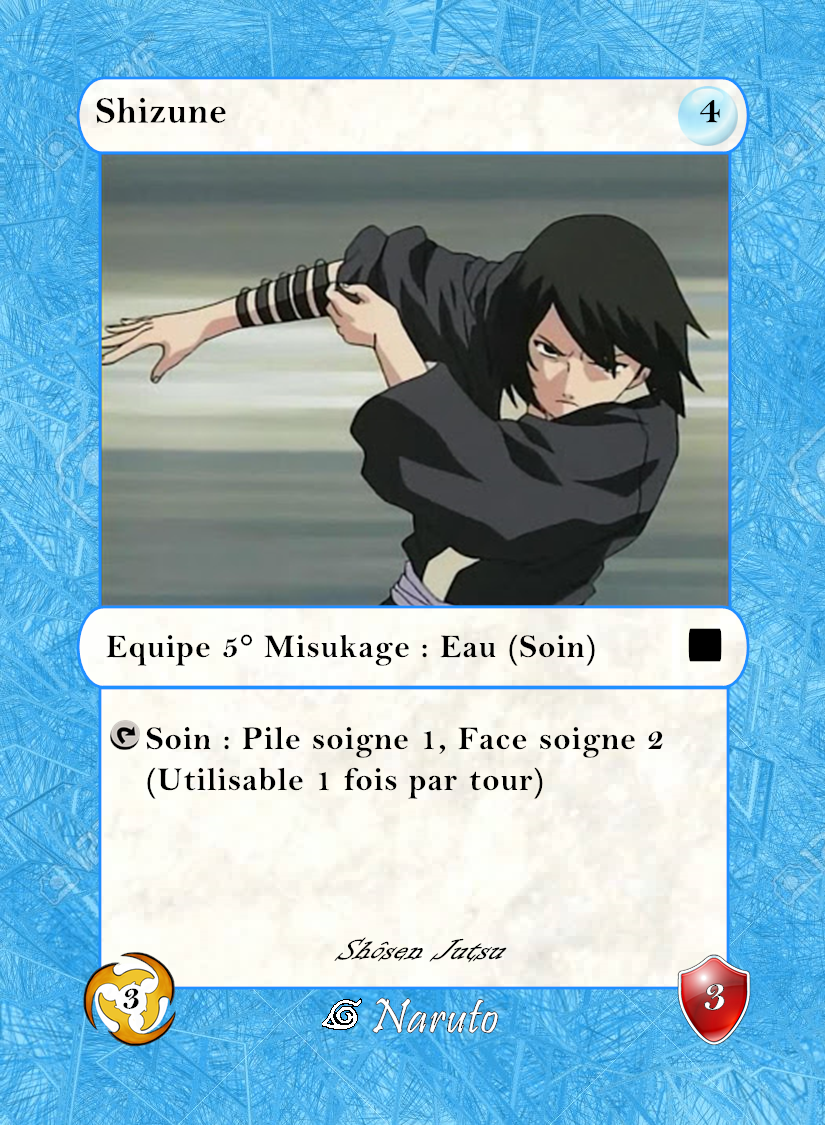 Shizune
4
Equipe 5° Misukage : Eau (Soin)
Soin : Pile soigne 1, Face soigne 2
(Utilisable 1 fois par tour)
Shôsen Jutsu
3
Naruto
3